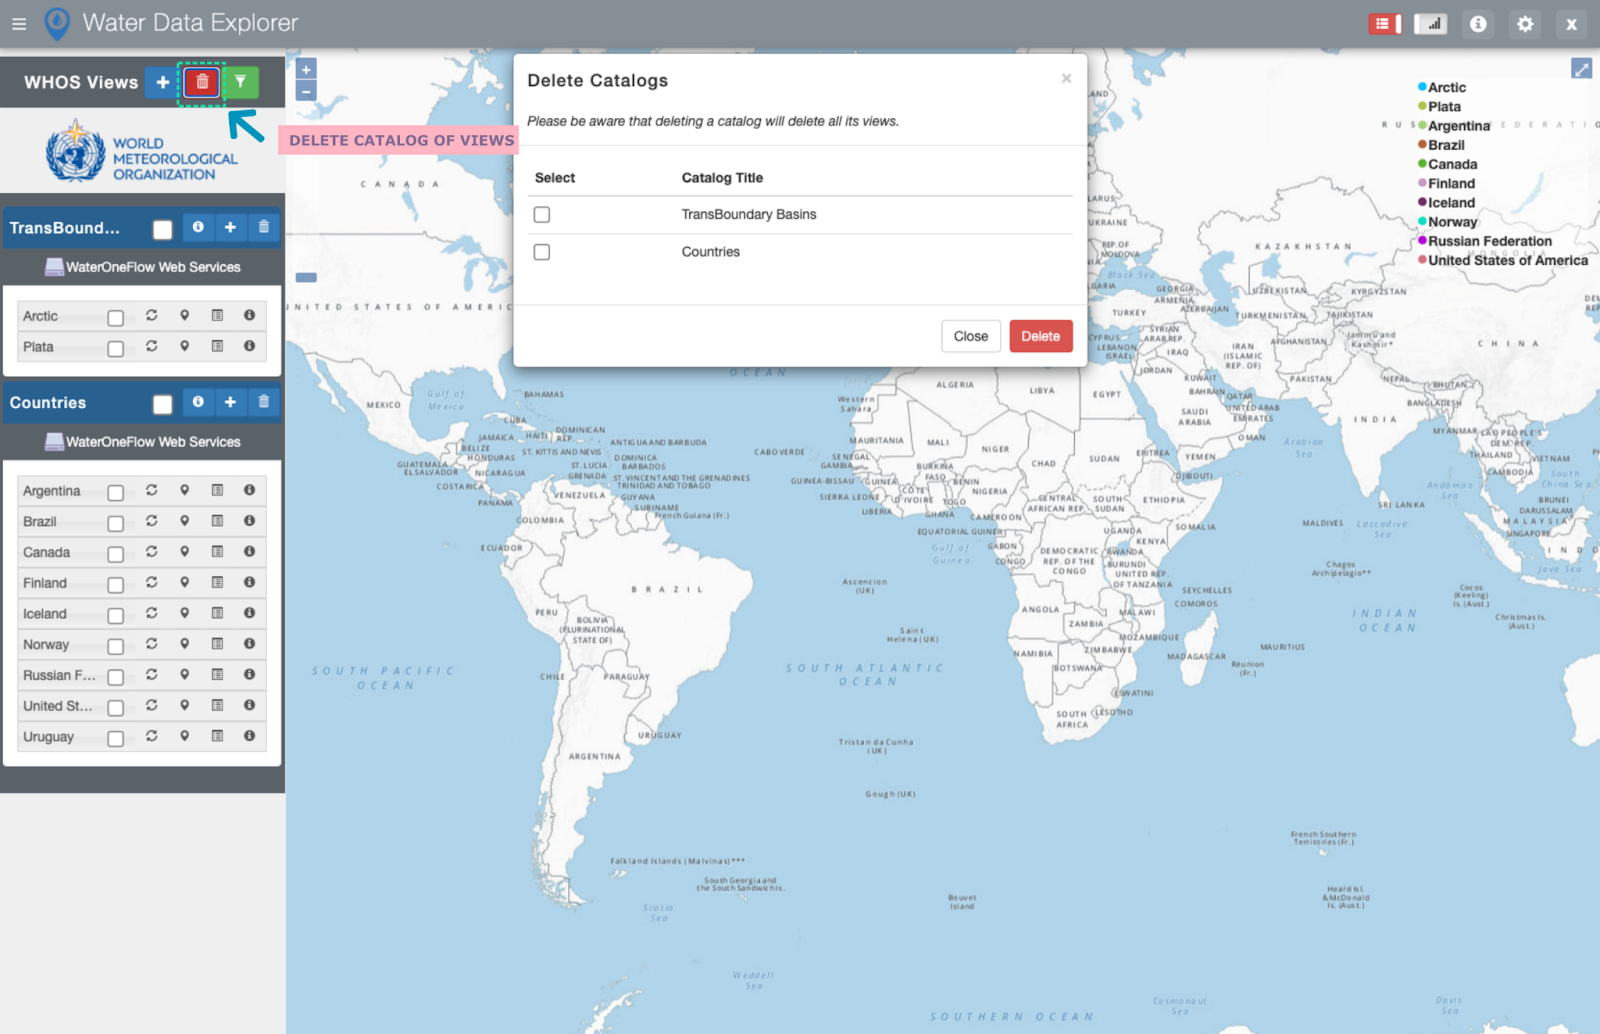 Water Data Explorer
WHOS Views
DELETE CATALOG OF VIEWS
WORLD
METEOROLOGICAL
ORGANIZATION
TransBound...
WaterOneFlow Web Services
Arctic
Plata
Countries
WaterOneFlow Web Services
Argentina
Brazil
Canada
Finland
Iceland
Norway
Russian F...
United St...
Uruguay
Delete Catalogs
×
Please be aware that deleting a catalog will delete all its views.
Select Catalog Title
TransBoundary Basins
Countries
Close Delete
Arctic
Plata
Argentina
Brazil
Canada
Finland
Iceland
Norway
Russian Federation
United States of America
CANADA
UNITED STATES OF AMERIC
OCEAN
MEXICO
Gulf of
Mexico
BAHAMAS
CUBA
JAMAICA
HAITI
DOMINICAN
REP.
BELIZE
HONDURAS
ST. KITTS AND NEVIS
ANTIGUA AND BARBUDA
GUATEMALA
EL SALVADOR
NICARAGUA
ST. LUCIA
GRENADA
DOMINICA
BARBADOS
ST. VINCENT AND THE GRENADINES
TRINIDAD AND TOBAGO
COSTA RICA
PANAMA
VENEZUELA
GUYANA
SURINAME
French Guiana (Fr.)
COLOMBIA
ECUADOR
BRAZIL
PERU
BOLIVIA
(PLURINATIONAL
STATE OF)
CHILE
PARAGUAY
URUGUAY
ARGENTINA
SOUTH PACIFIC
OCEAN
Falkland Islands (Malvinas)***
South Georgia and
the South Sandwich Is.
Scotia
Sea
Weddell
Sea
SOUTH ATLANTIC
OCEAN
CABO VERDE
Western
Sahara
MAURITANIA
SENEGAL
GAMBIA
GUINEA-BISSAU
GUINEA
SIERRA LEONE
LIBERIA
CÔTE
D'IVOIRE
MALI
BURKINA
FASO
GHANA
TOGO
BENIN
NIGER
NIGERIA
ALGERIA
LIBYA
EGYPT
CHAD
SUDAN
ERITREA
YEMEN
DJIBOUTI
ETHIOPIA
SOMALIA
SOUTH
SUDAN
CENTRAL
AFRICAN REP.
CAMEROON
EQUATORIAL GUINEA
Gulf of
Guinea
GABON
CONGO
DEMOCRATIC
REP. OF THE
CONGO
UGANDA
KENYA
RWANDA
BURUNDI
UNITED REP.
OF TANZANIA
ANGOLA
ZAMBIA
MALAWI
MOZAMBIQUE
ZIMBABWE
NAMIBIA
BOTSWANA
ESWATINI
LESOTHO
SOUTH
AFRICA
MADAGASCAR
COMOROS
SEYCHELLES
MAURITIUS
Réunion
(Fr.)
Ascencion
(UK)
Saint
Helena (UK)
Tristan da Cunha
(UK)
Gough (UK)
Bouvet
Island
SOUTHERN OCEAN
UKRAINE
REP. OF
MOLDOVA
Black Sea
GEORGIA
ARMENIA
AZERBAIJAN
TURKEY
CYPRUS
SYRIAN
ARAB REP.
LEBANON
ISRAEL
JORDAN
IRAQ
IRAN
(ISLAMIC
REP. OF)
KUWAIT
BAHRAIN
QATAR
UNITED ARAB
EMIRATES
SAUDI
ARABIA
OMAN
KAZAKHSTAN
UZBEKISTAN
KYRGYZSTAN
TURKMENISTAN
TAJIKISTAN
AFGHANISTAN
Jammu and
Kashmir*
PAKISTAN
NEPAL
BHUTAN
BANGLADESH
INDIA
CHINA
MONGOLIA
MYANMAR
LAO PEOPLE'S
DEM. REP.
THAILAND
VIETNAM
CAMBODIA
South
China Sea
Arabian
Sea
Andaman
Sea
SRI LANKA
MALDIVES
Laccadive
Sea
BRUNEI
DARUSSALAM
MALAYSIA
SINGAPORE
INDO
Java Sea
Chagos
Archipelago**
Cocos
(Keeling)
Is. (Aust.)
Christmas Is.
(Aust.)
INDIAN
OCEAN
French Southern
Territories (Fr.)
Heard Is.
& McDonald
Is. (Aust.)
Cosmonaut
Sea
Davis
Sea